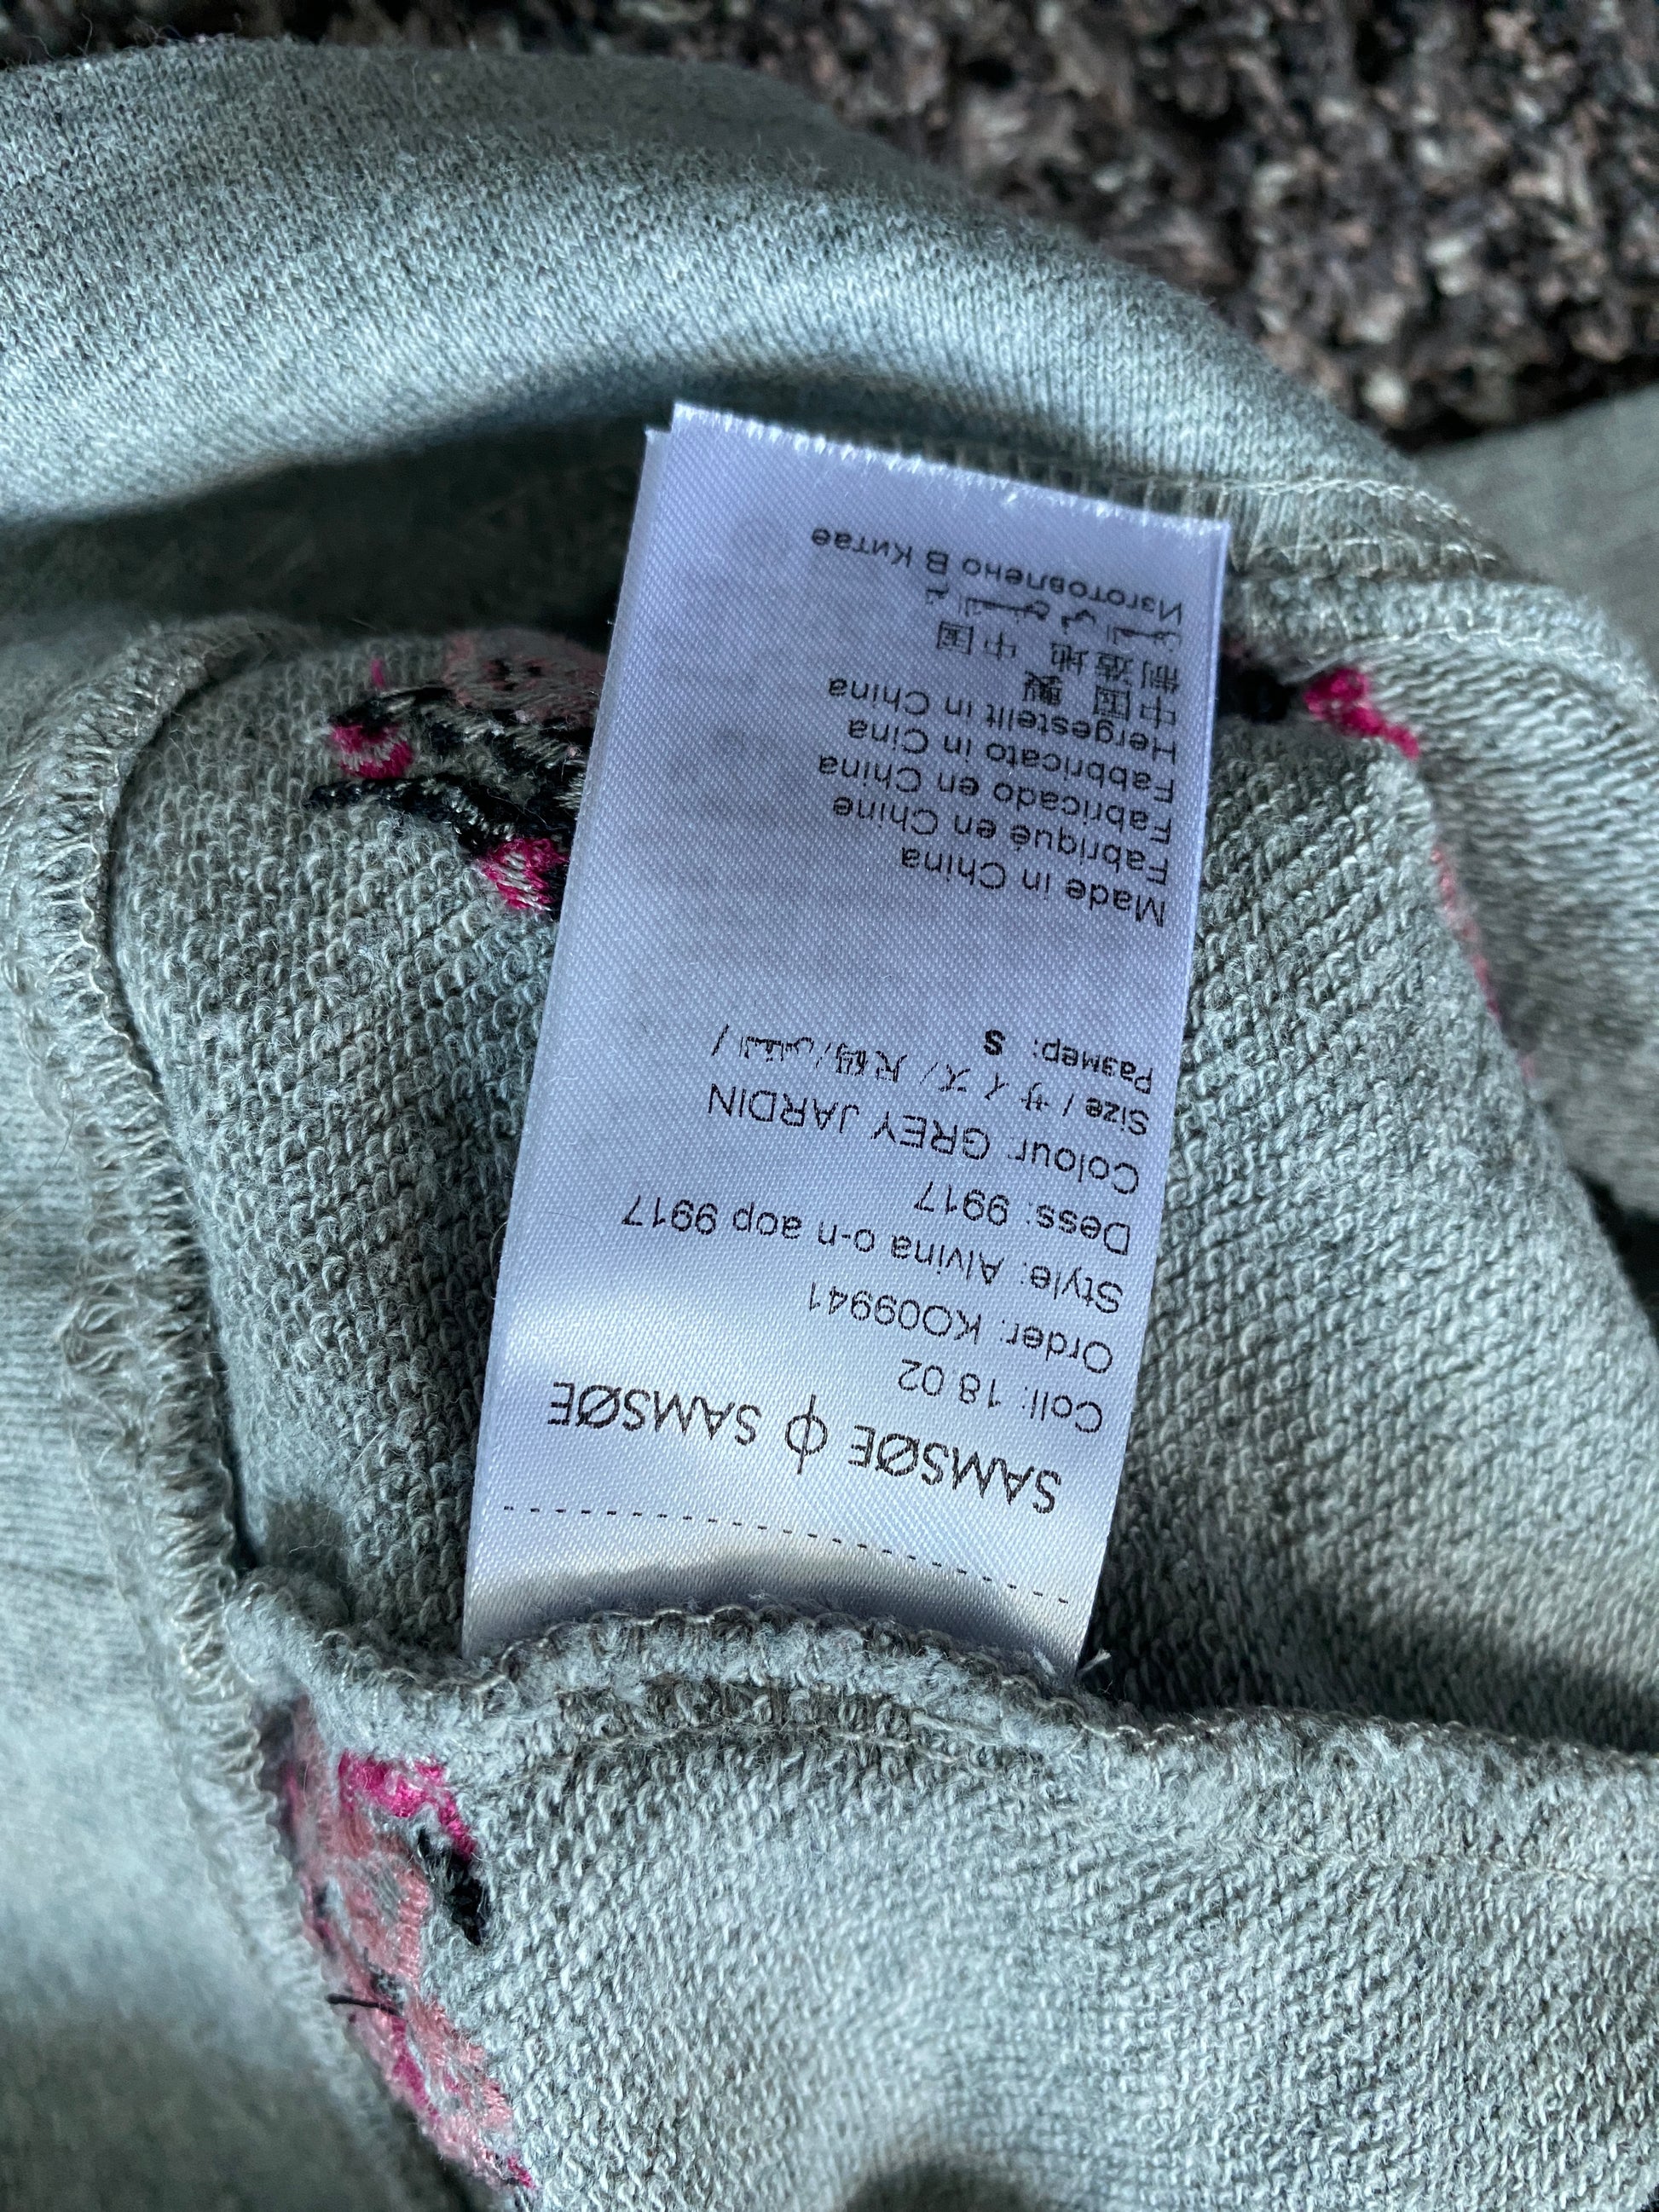 SAMSØE ϕ SAMSØE
Coll: 18 02
Order: KO09941
Style: Alvina o-n aop 9917
Dess: 9917
Colour: GREY JARDIN
Size / サイズ / 尺码 / /
Размер: S
Made in China
Fabriqué en Chine
Fabricado en China
Fabbricato in Cina
Hergestellt in China
中国製
制造地 中国
Изготовлено В Китае